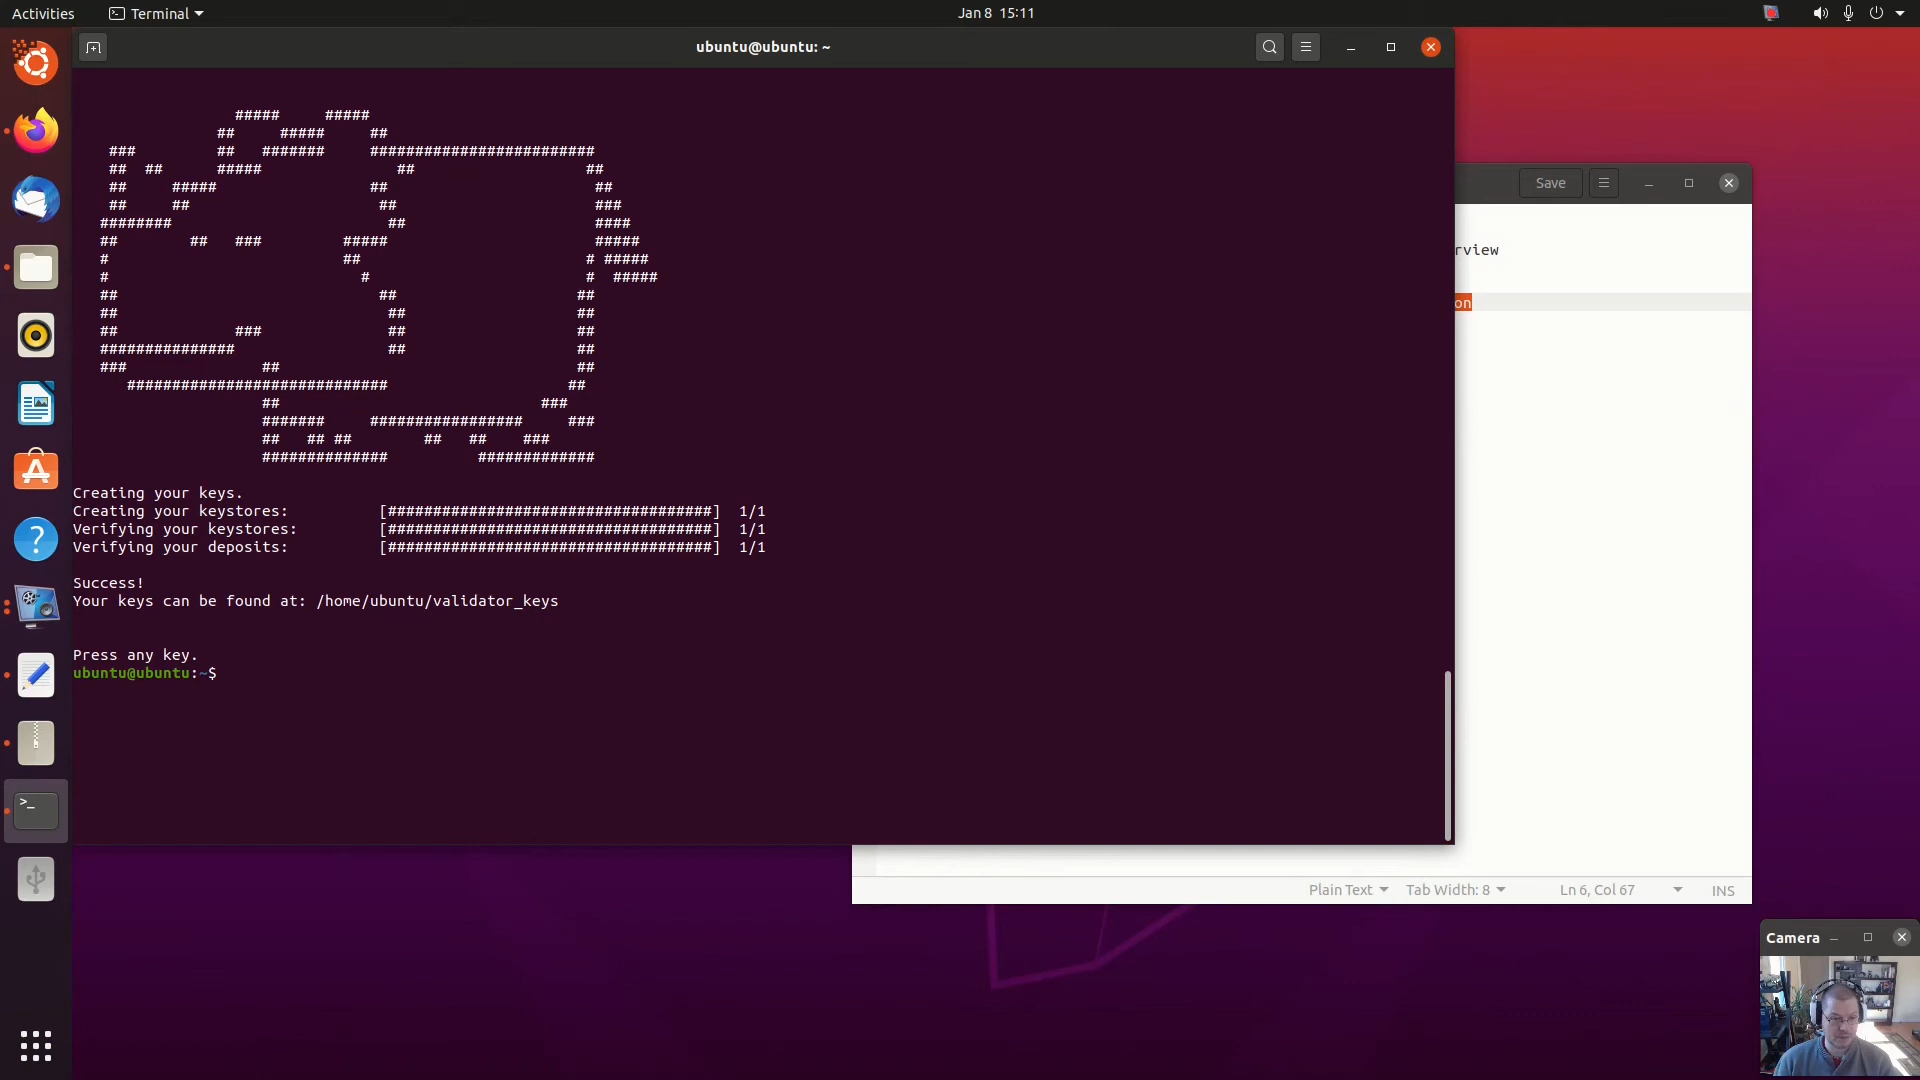 Activities
Terminal
Jan 8 15:11
ubuntu@ubuntu: ~
Save
rview
on
##### #####
## ##### ##
### ## ####### #########################
## ## ##### ## ##
## ##### ## ##
## ## ## ###
######## ## ####
## ## ### ##### #####
# ## # #####
# # # #####
## ## ##
## ## ##
## ### ## ##
############### ## ##
### ## ##
############################# ##
## ###
####### ################# ###
## ## ## ## ## ###
############## #############
Creating your keys.
Creating your keystores: [####################################] 1/1
Verifying your keystores: [####################################] 1/1
Verifying your deposits: [####################################] 1/1
Success!
Your keys can be found at: /home/ubuntu/validator_keys
Press any key.
ubuntu@ubuntu:~$
Plain Text
Tab Width: 8
Ln 6, Col 67
INS
Camera